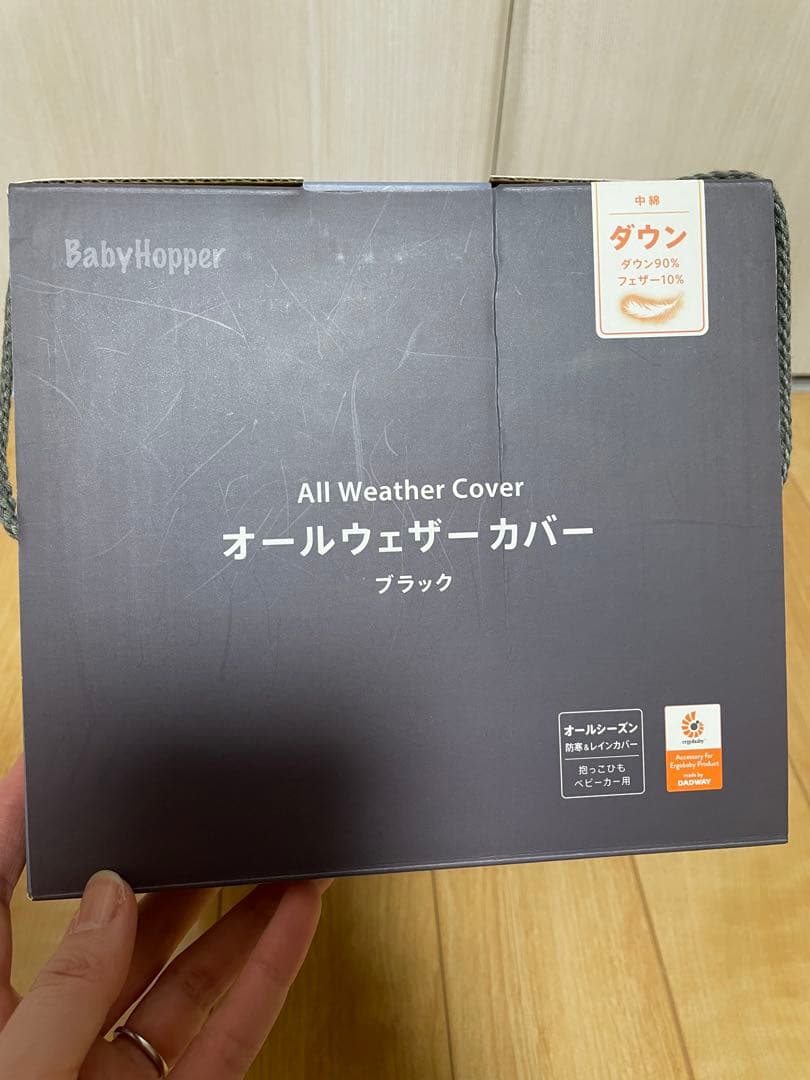 BabyHopper
中綿
ダウン
ダウン90%
フェザー10%
All Weather Cover
オールウェザーカバー
ブラック
オールシーズン
防寒&レインカバー
抱っこひも
ベビーカー用
ergobaby™
Accessory for
Ergobaby Product
made by
DADWAY